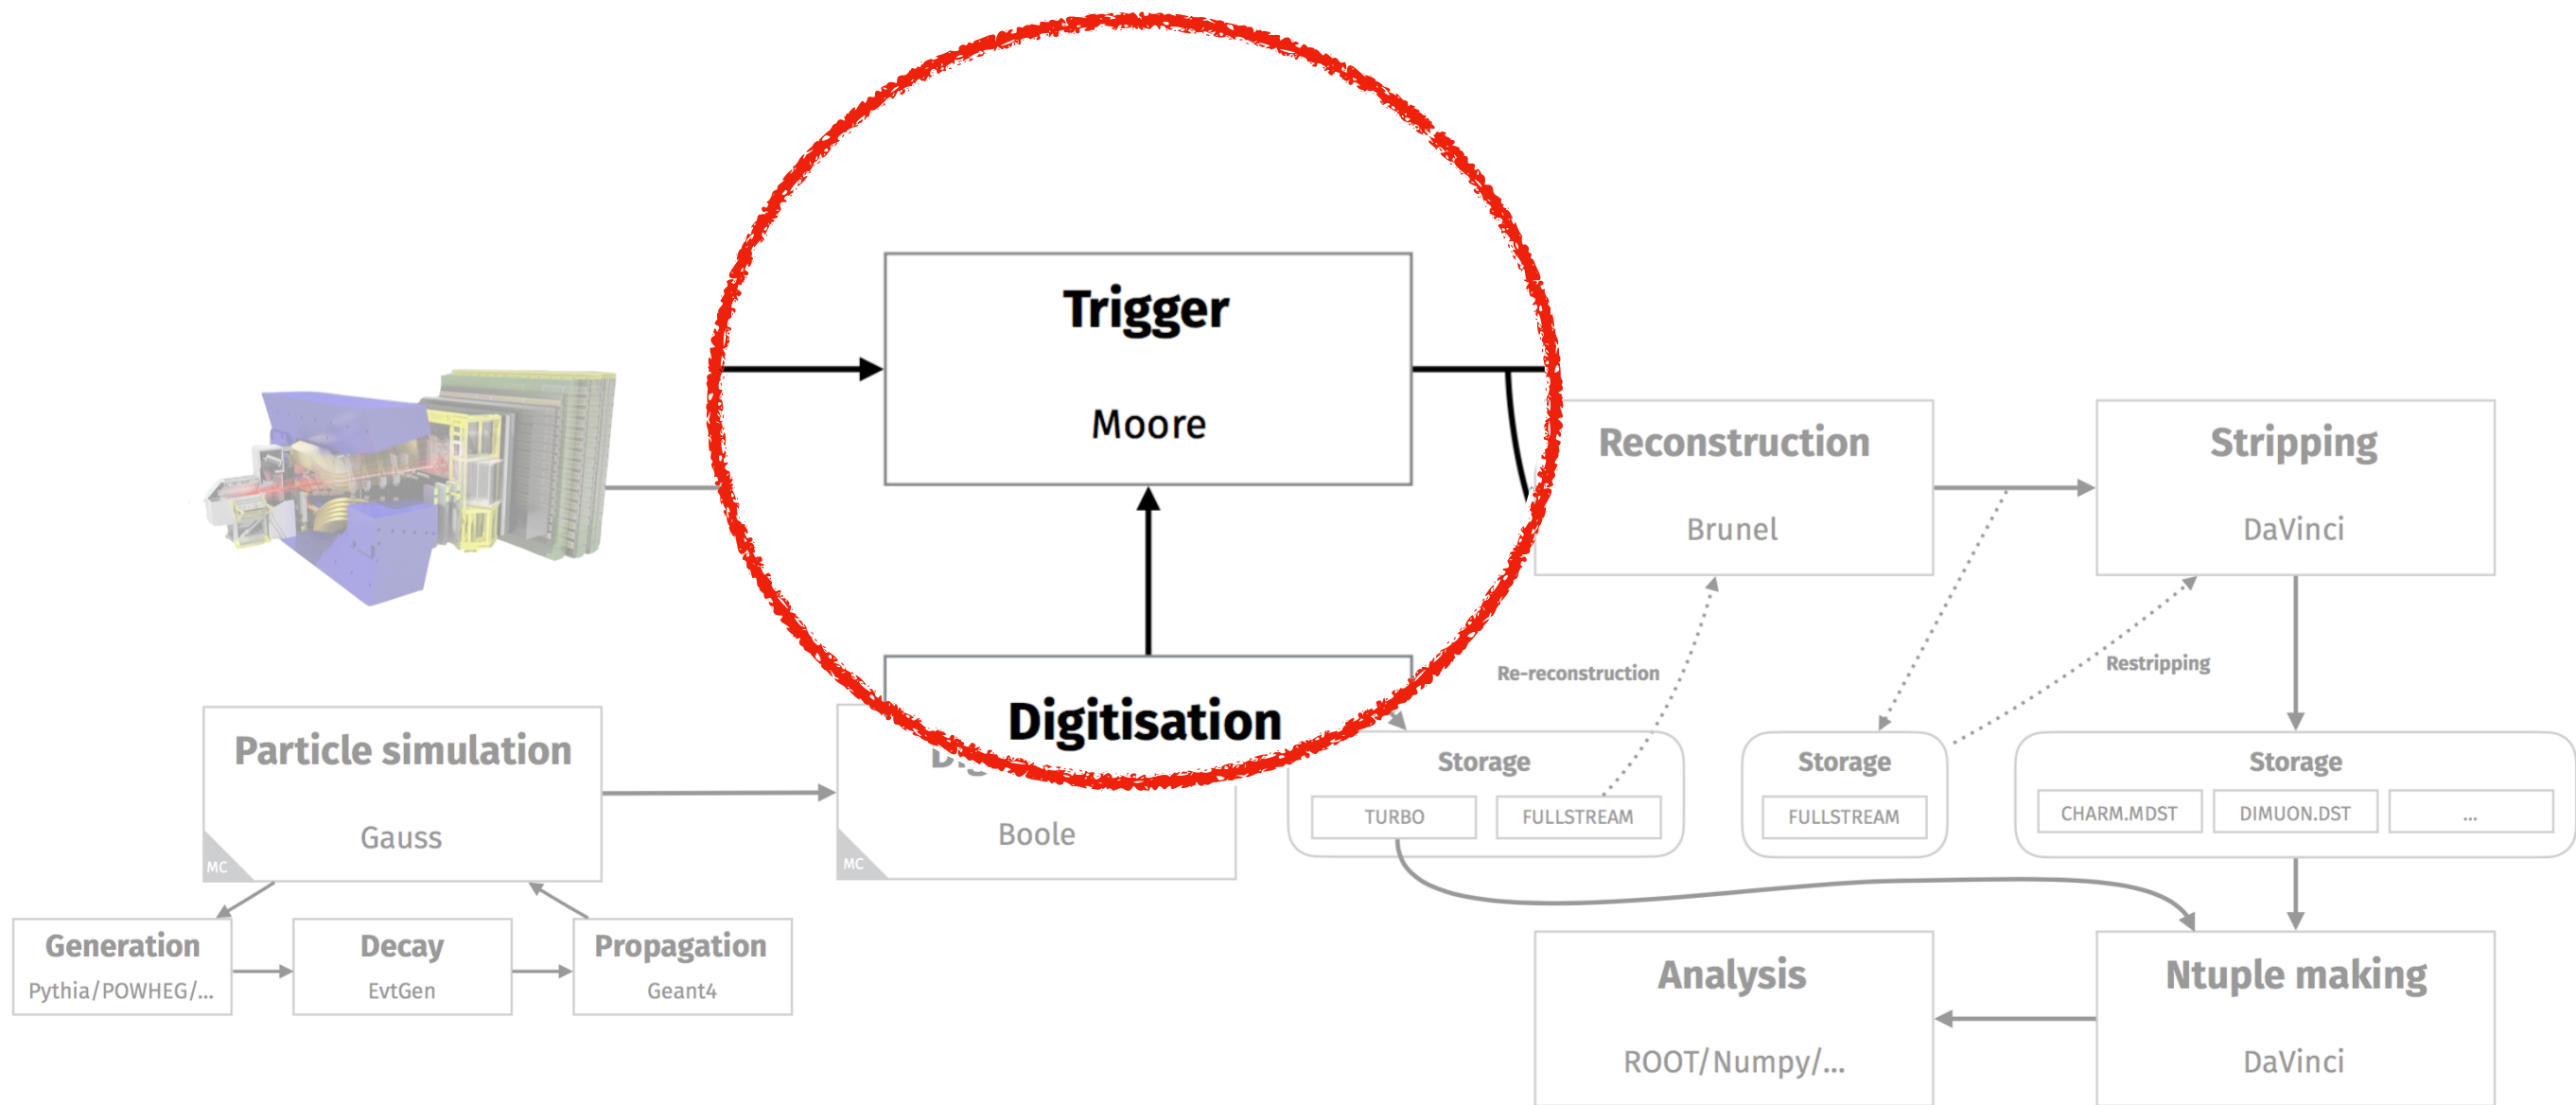 Trigger
Moore
Reconstruction
Brunel
Stripping
DaVinci
Re-reconstruction
Restripping
Digitisation
Particle simulation
Gauss
MC
Boole
MC
Storage
TURBO
FULLSTREAM
Storage
FULLSTREAM
Storage
CHARM.MDST
DIMUON.DST
...
Generation
Pythia/POWHEG/...
Decay
EvtGen
Propagation
Geant4
Analysis
ROOT/Numpy/...
Ntuple making
DaVinci